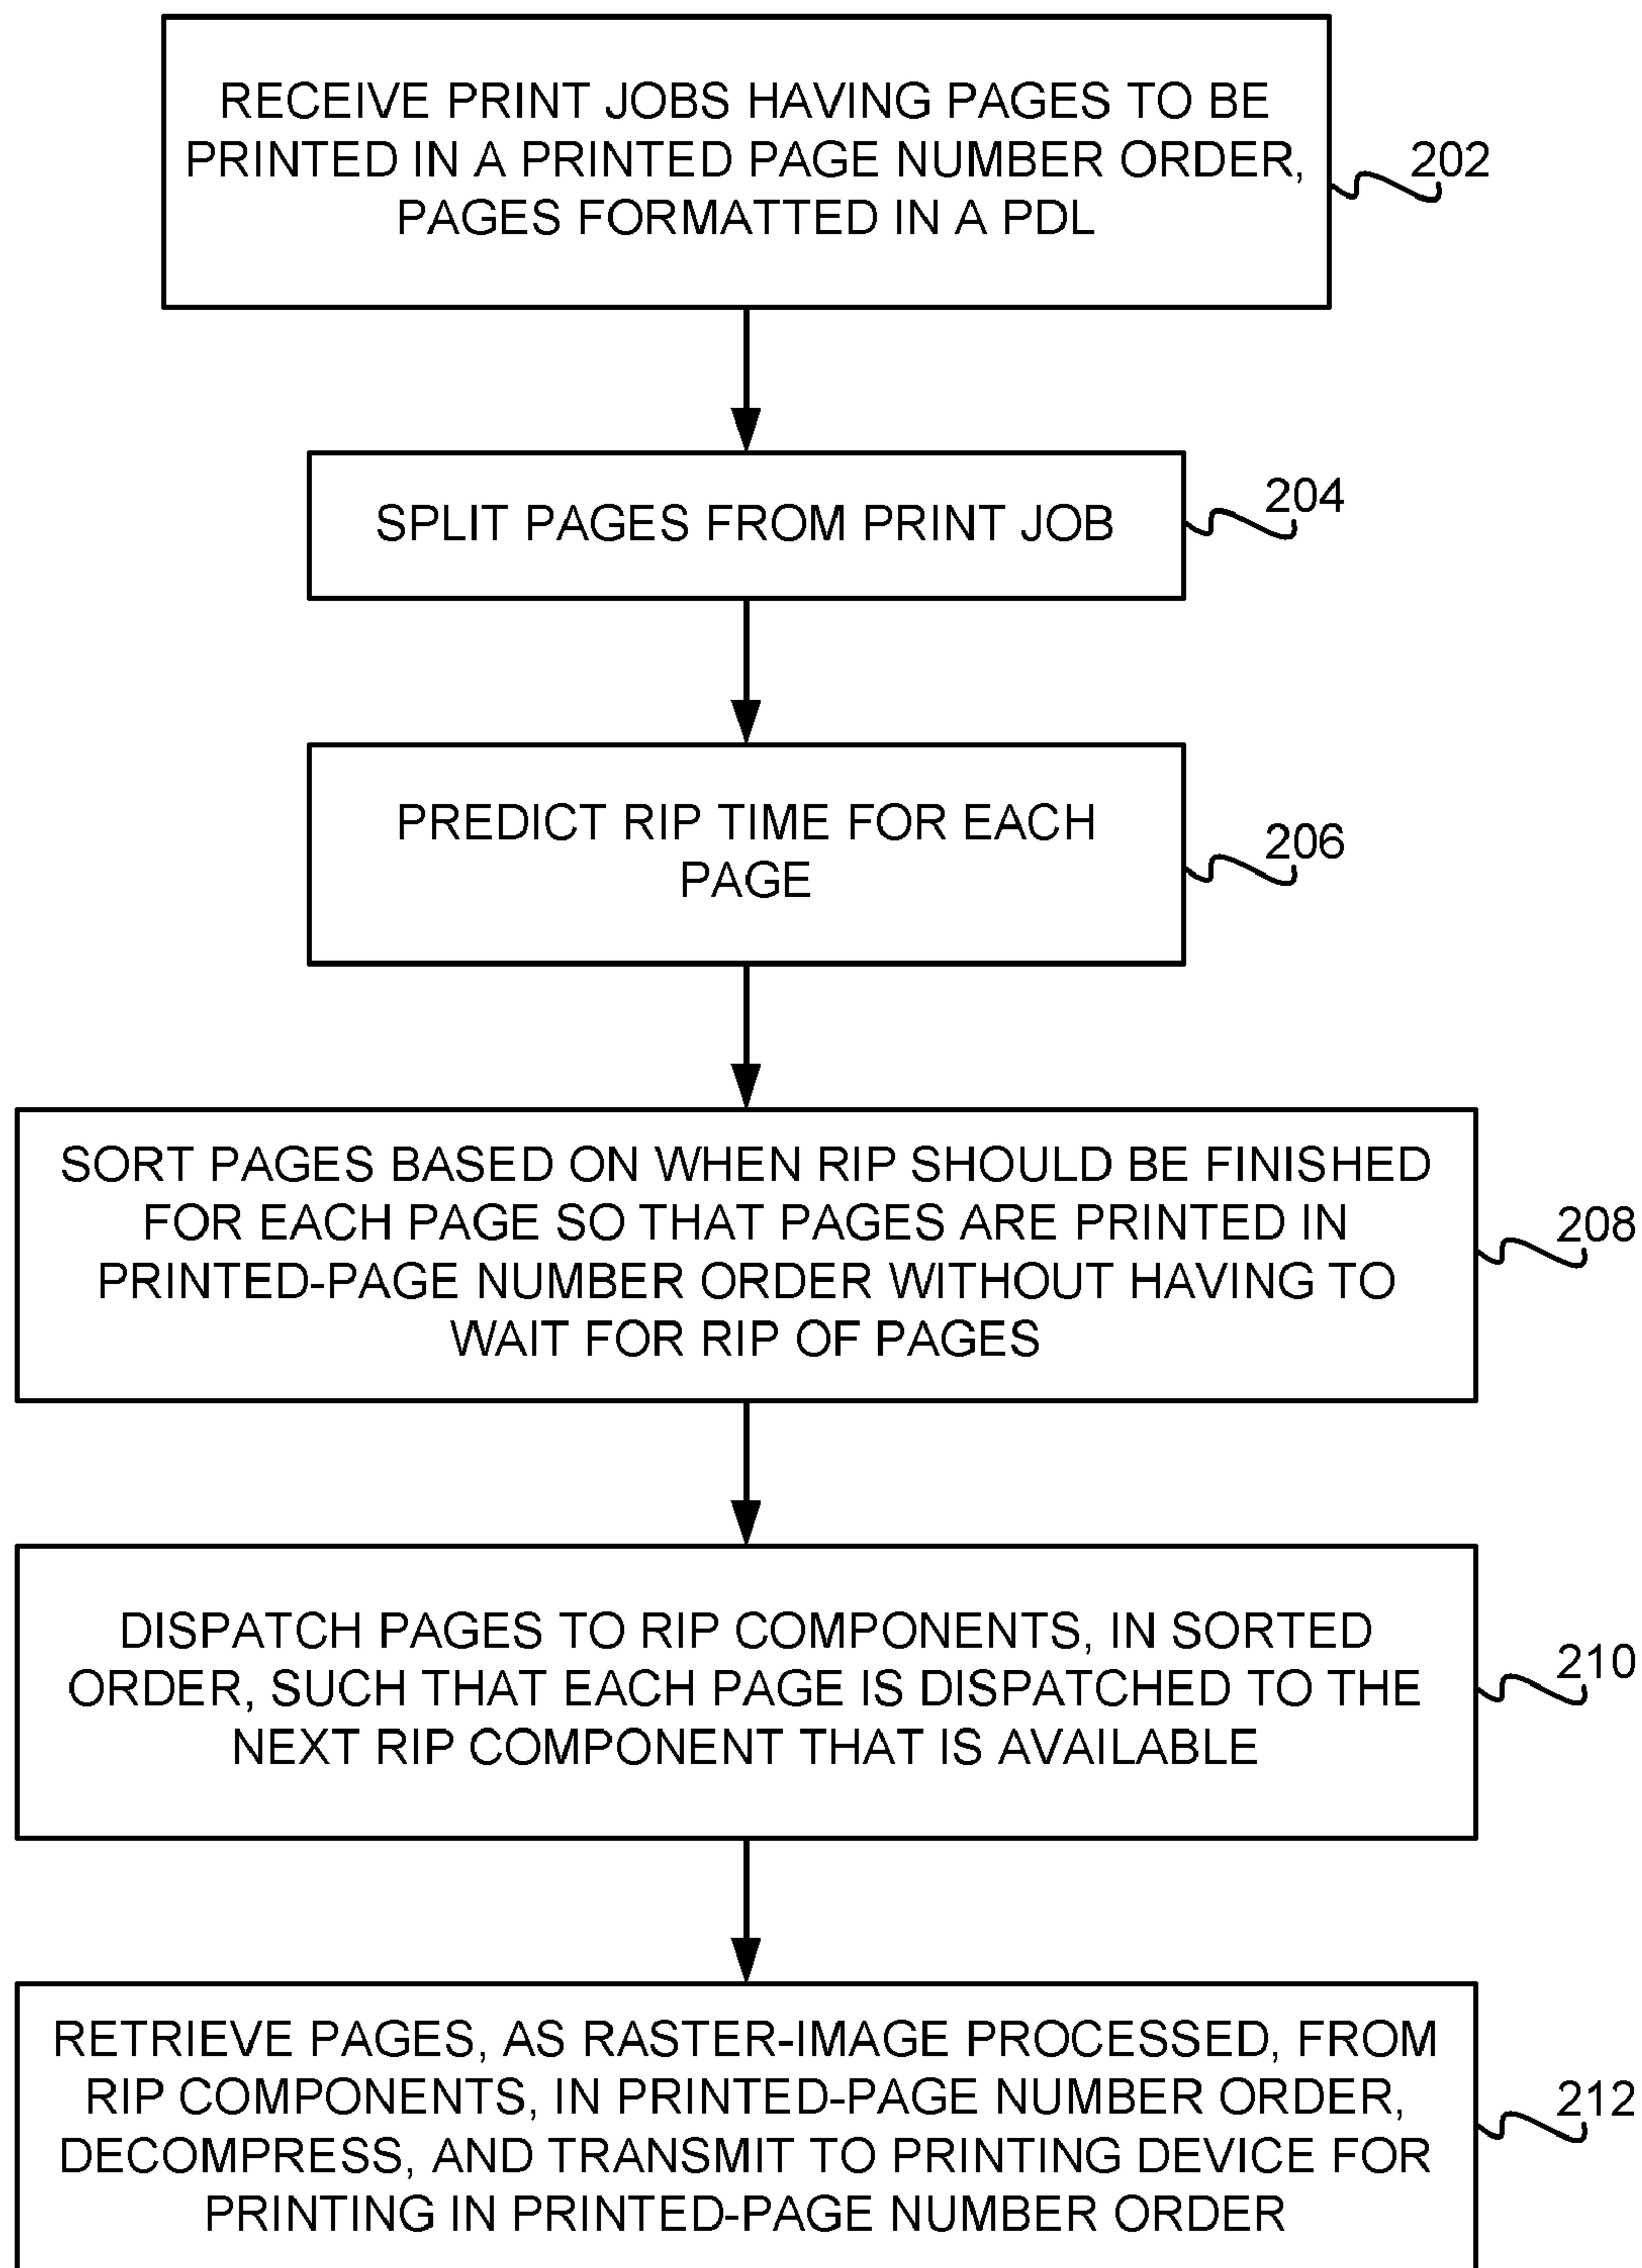 RECEIVE PRINT JOBS HAVING PAGES TO BE
PRINTED IN A PRINTED PAGE NUMBER ORDER,
PAGES FORMATTED IN A PDL
202
SPLIT PAGES FROM PRINT JOB
204
PREDICT RIP TIME FOR EACH
PAGE
206
SORT PAGES BASED ON WHEN RIP SHOULD BE FINISHED
FOR EACH PAGE SO THAT PAGES ARE PRINTED IN
PRINTED-PAGE NUMBER ORDER WITHOUT HAVING TO
WAIT FOR RIP OF PAGES
208
DISPATCH PAGES TO RIP COMPONENTS, IN SORTED
ORDER, SUCH THAT EACH PAGE IS DISPATCHED TO THE
NEXT RIP COMPONENT THAT IS AVAILABLE
210
RETRIEVE PAGES, AS RASTER-IMAGE PROCESSED, FROM
RIP COMPONENTS, IN PRINTED-PAGE NUMBER ORDER,
DECOMPRESS, AND TRANSMIT TO PRINTING DEVICE FOR
PRINTING IN PRINTED-PAGE NUMBER ORDER
212